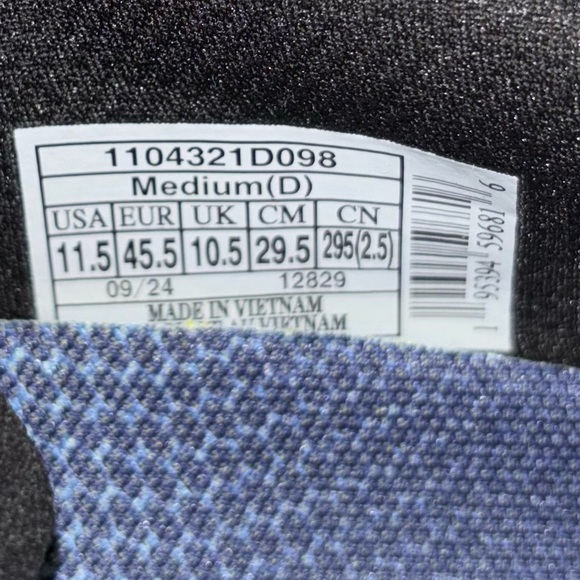 1104321D098
Medium(D)
USA EUR UK CM CN
11.5 45.5 10.5 29.5 295(2.5)
09/24 12829
MADE IN VIETNAM
VIETNAM
1 95394 59681 6